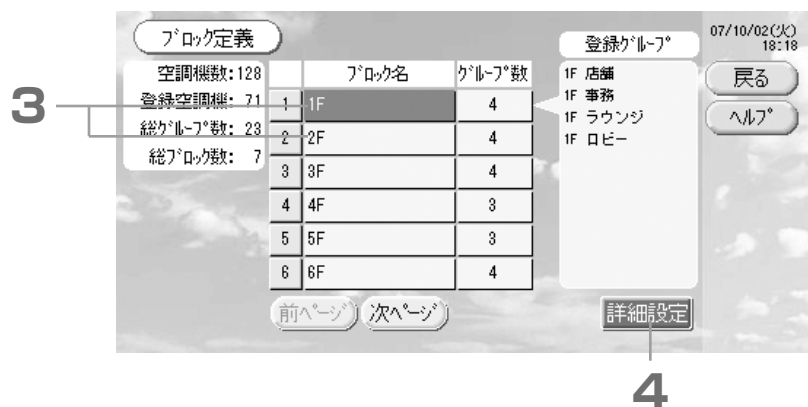 ブロック定義
空調機数:128
登録空調機: 71
総グループ数: 23
総ブロック数: 7
ブロック名 グループ数
1 1F 4
2 2F 4
3 3F 4
4 4F 3
5 5F 3
6 6F 4
前ページ 次ページ
登録グループ
1F 店舗
1F 事務
1F ラウンジ
1F ロビー
詳細設定
07/10/02(火)
18:18
戻る
ヘルプ
3
4